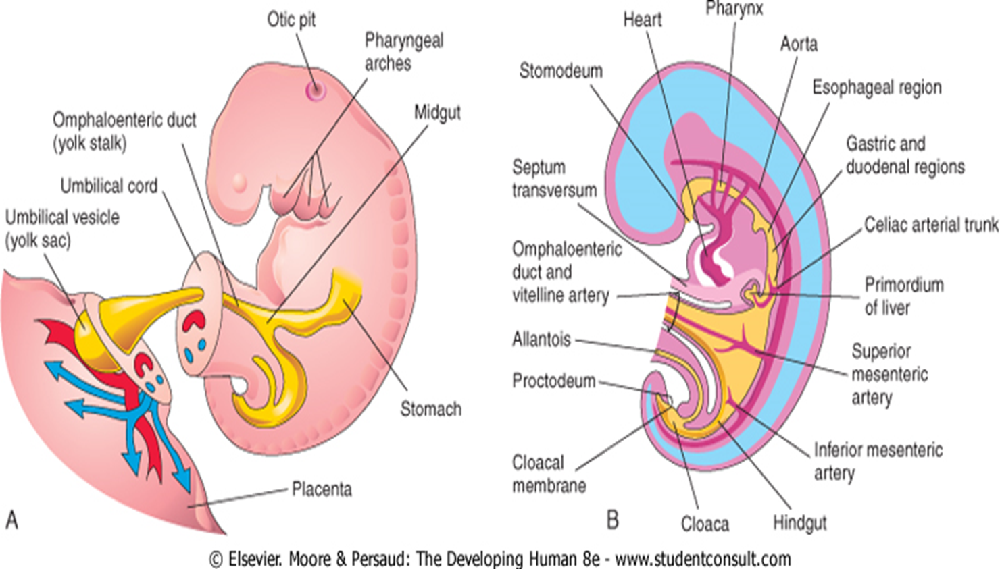 Otic pit
Pharyngeal
arches
Midgut
Omphaloenteric duct
(yolk stalk)
Umbilical cord
Umbilical vesicle
(yolk sac)
Stomach
Placenta
A
Heart
Pharynx
Aorta
Stomodeum
Esophageal region
Gastric and
duodenal regions
Septum
transversum
Celiac arterial trunk
Omphaloenteric
duct and
vitelline artery
Primordium
of liver
Allantois
Superior
mesenteric
artery
Proctodeum
Inferior mesenteric
artery
Cloacal
membrane
B
Cloaca
Hindgut
© Elsevier. Moore & Persaud: The Developing Human 8e - www.studentconsult.com